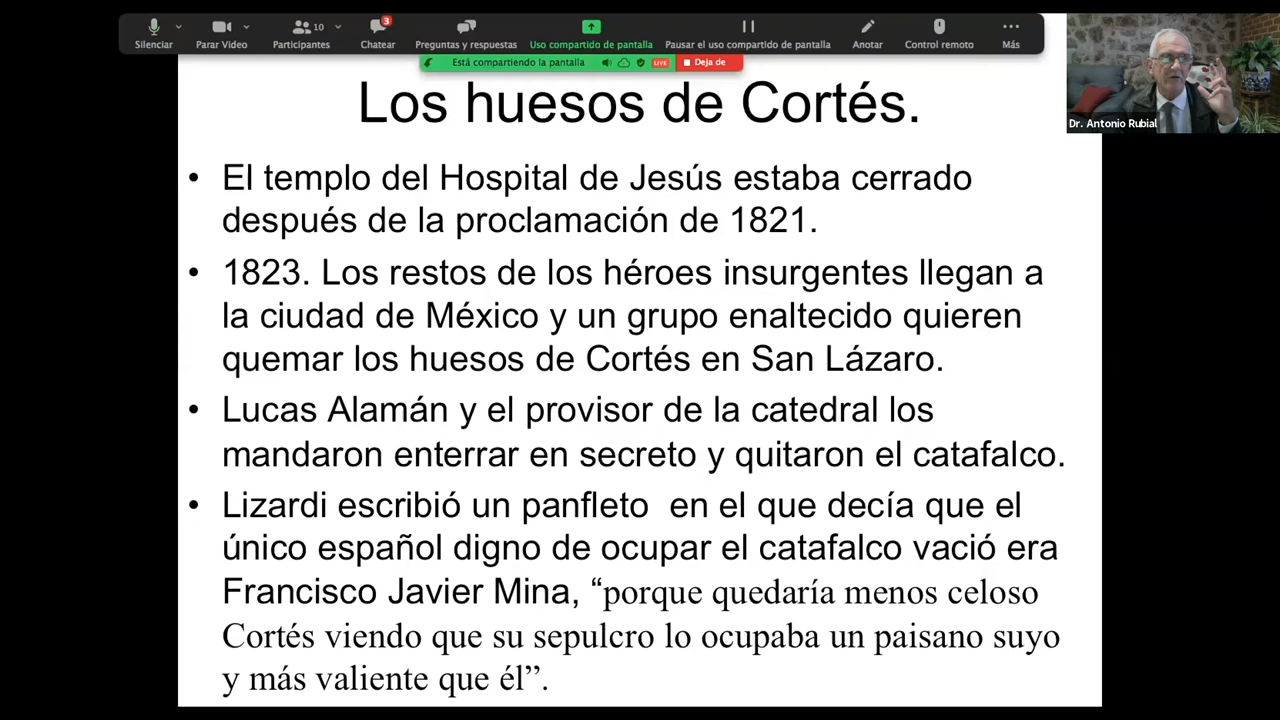 10
3
Silenciar
Parar Video
Participantes
Chatear
Preguntas y respuestas
Uso compartido de pantalla
Pausar el uso compartido de pantalla
Anotar
Control remoto
Más
Está compartiendo la pantalla
LIVE
Deja de
Dr. Antonio Rubial
Los huesos de Cortés.
• El templo del Hospital de Jesús estaba cerrado
después de la proclamación de 1821.
• 1823. Los restos de los héroes insurgentes llegan a
la ciudad de México y un grupo enaltecido quieren
quemar los huesos de Cortés en San Lázaro.
• Lucas Alamán y el provisor de la catedral los
mandaron enterrar en secreto y quitaron el catafalco.
• Lizardi escribió un panfleto en el que decía que el
único español digno de ocupar el catafalco vació era
Francisco Javier Mina, “porque quedaría menos celoso
Cortés viendo que su sepulcro lo ocupaba un paisano suyo
y más valiente que él”.